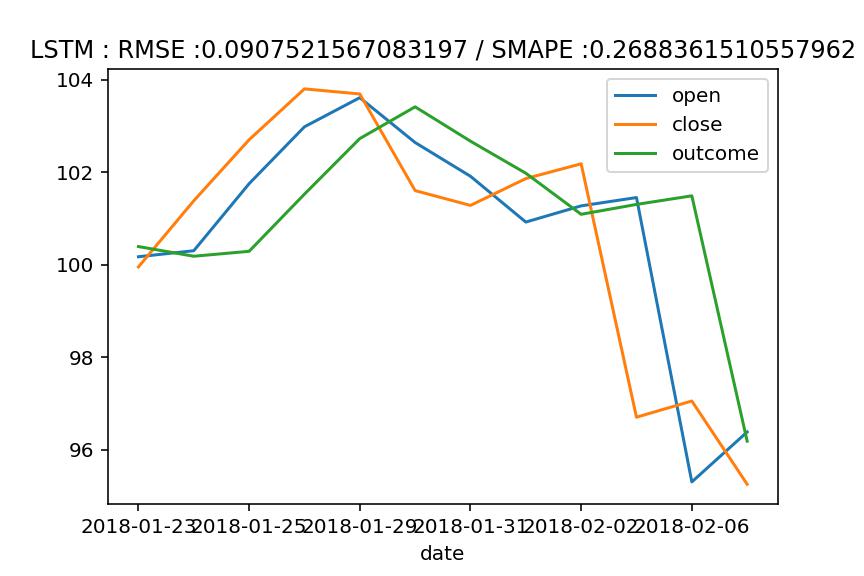 LSTM : RMSE :0.0907521567083197 / SMAPE :0.2688361510557962
104
102
100
98
96
open
close
outcome
2018-01-23 2018-01-25 2018-01-29 2018-01-31 2018-02-02 2018-02-06
date